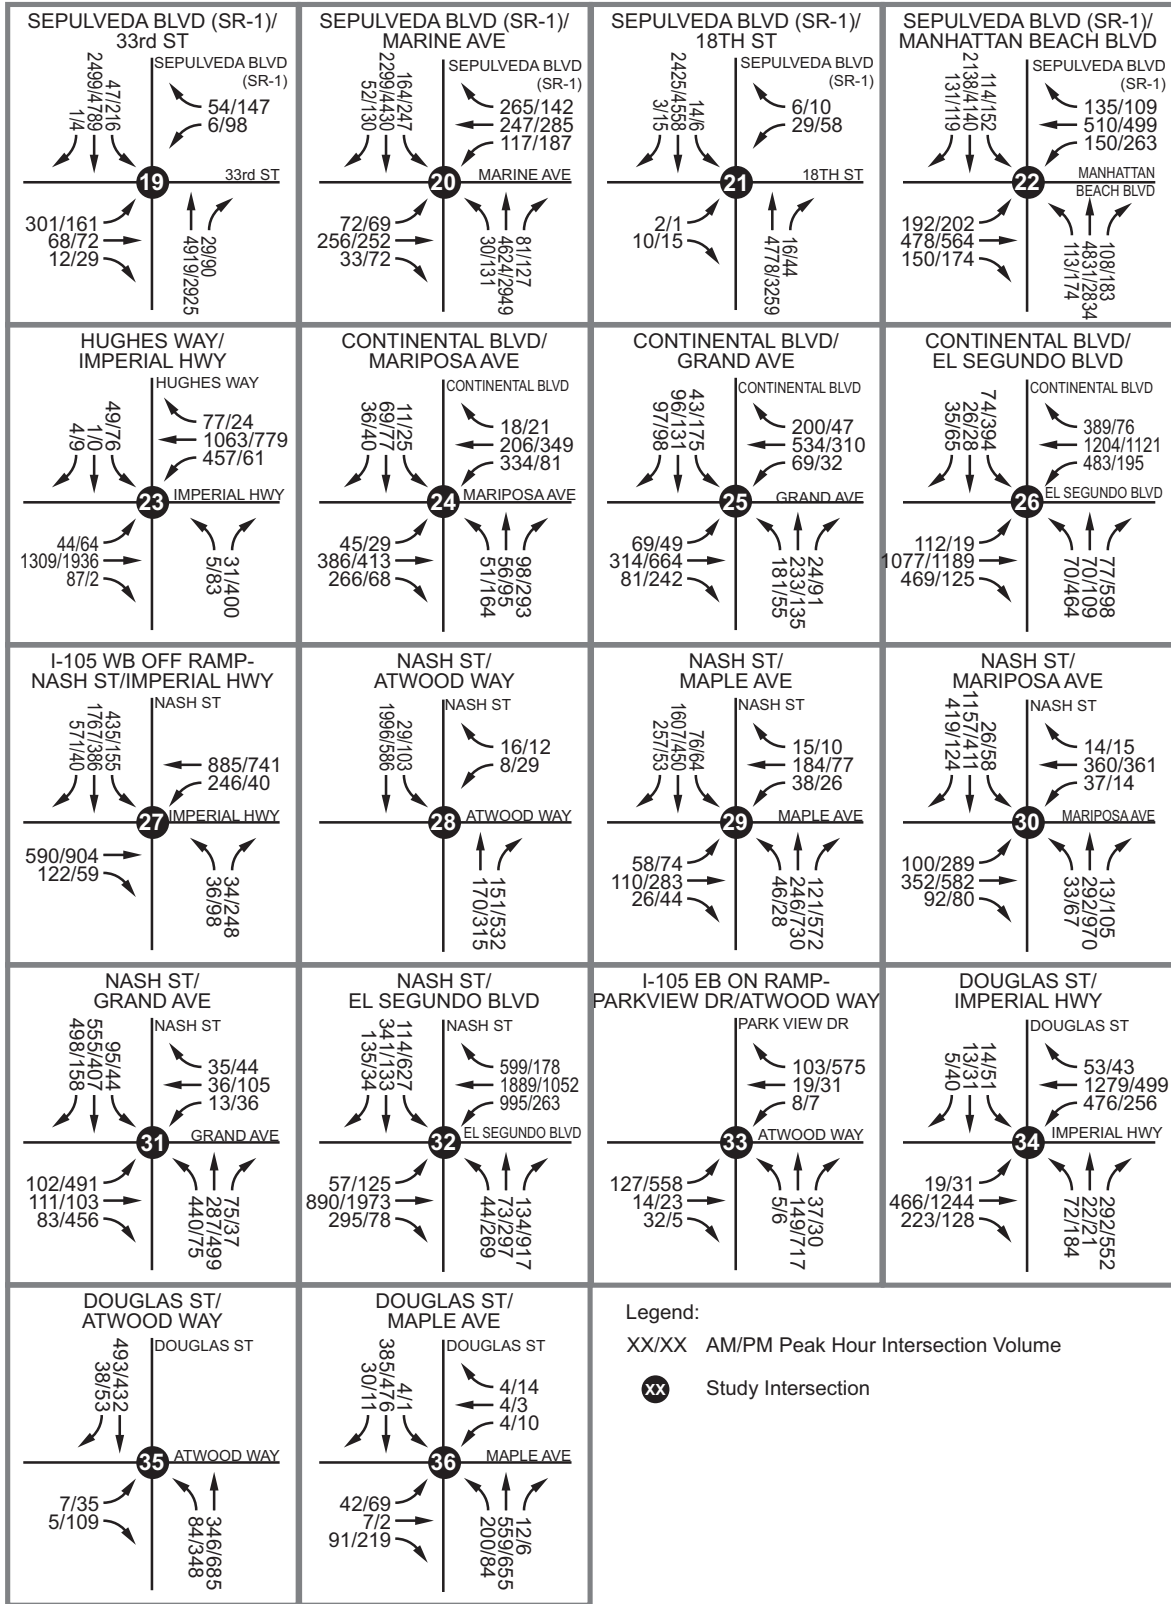 SEPULVEDA BLVD (SR-1)/
33rd ST
SEPULVEDA BLVD
(SR-1)
1/4
2499/4789
47/216
54/147
6/98
19
33rd ST
301/161
68/72
12/29
4919/2925
29/90
SEPULVEDA BLVD (SR-1)/
MARINE AVE
SEPULVEDA BLVD
(SR-1)
52/130
2299/4430
164/247
265/142
247/285
117/187
20
MARINE AVE
72/69
256/252
33/72
30/131
4624/2949
81/127
SEPULVEDA BLVD (SR-1)/
18TH ST
SEPULVEDA BLVD
(SR-1)
3/15
2425/4558
14/6
6/10
29/58
21
18TH ST
2/1
10/15
4778/3259
16/44
SEPULVEDA BLVD (SR-1)/
MANHATTAN BEACH BLVD
SEPULVEDA BLVD
(SR-1)
131/119
2138/4140
114/152
135/109
510/499
150/263
22
MANHATTAN
BEACH BLVD
192/202
478/564
150/174
113/174
4831/2834
108/183
HUGHES WAY/
IMPERIAL HWY
HUGHES WAY
4/9
1/0
49/76
77/24
1063/779
457/61
23
IMPERIAL HWY
44/64
1309/1936
87/2
5/83
31/400
CONTINENTAL BLVD/
MARIPOSA AVE
CONTINENTAL BLVD
36/40
69/77
11/25
18/21
206/349
334/81
24
MARIPOSA AVE
45/29
386/413
266/68
51/164
56/95
98/293
CONTINENTAL BLVD/
GRAND AVE
CONTINENTAL BLVD
97/98
96/131
43/175
200/47
534/310
69/32
25
GRAND AVE
69/49
314/664
81/242
181/55
233/135
24/91
CONTINENTAL BLVD/
EL SEGUNDO BLVD
CONTINENTAL BLVD
35/65
26/28
74/394
389/76
1204/1121
483/195
26
EL SEGUNDO BLVD
112/19
1077/1189
469/125
70/464
70/109
77/598
I-105 WB OFF RAMP-
NASH ST/IMPERIAL HWY
NASH ST
571/40
1767/386
435/155
885/741
246/40
27
IMPERIAL HWY
590/904
122/59
36/98
34/248
NASH ST/
ATWOOD WAY
NASH ST
1996/586
29/103
16/12
8/29
28
ATWOOD WAY
170/315
151/532
NASH ST/
MAPLE AVE
NASH ST
257/53
1607/450
76/64
15/10
184/77
38/26
29
MAPLE AVE
58/74
110/283
26/44
46/28
246/730
121/572
NASH ST/
MARIPOSA AVE
NASH ST
419/124
1157/411
26/58
14/15
360/361
37/14
30
MARIPOSA AVE
100/289
352/582
92/80
33/67
292/970
13/105
NASH ST/
GRAND AVE
NASH ST
498/158
555/407
95/44
35/44
36/105
13/36
31
GRAND AVE
102/491
111/103
83/456
440/75
287/499
75/37
NASH ST/
EL SEGUNDO BLVD
NASH ST
135/34
341/133
114/627
599/178
1889/1052
995/263
32
EL SEGUNDO BLVD
57/125
890/1973
295/78
44/269
73/297
134/917
I-105 EB ON RAMP-
PARKVIEW DR/ATWOOD WAY
PARK VIEW DR
103/575
19/31
8/7
33
ATWOOD WAY
127/558
14/23
32/5
5/6
149/717
37/30
DOUGLAS ST/
IMPERIAL HWY
DOUGLAS ST
5/40
13/31
14/51
53/43
1279/499
476/256
34
IMPERIAL HWY
19/31
466/1244
223/128
72/184
22/21
292/552
DOUGLAS ST/
ATWOOD WAY
DOUGLAS ST
38/53
493/432
35
ATWOOD WAY
7/35
5/109
84/348
346/685
DOUGLAS ST/
MAPLE AVE
DOUGLAS ST
30/11
385/476
4/1
4/14
4/3
4/10
36
MAPLE AVE
42/69
7/2
91/219
200/84
559/655
12/6
Legend:
XX/XX AM/PM Peak Hour Intersection Volume
XX Study Intersection